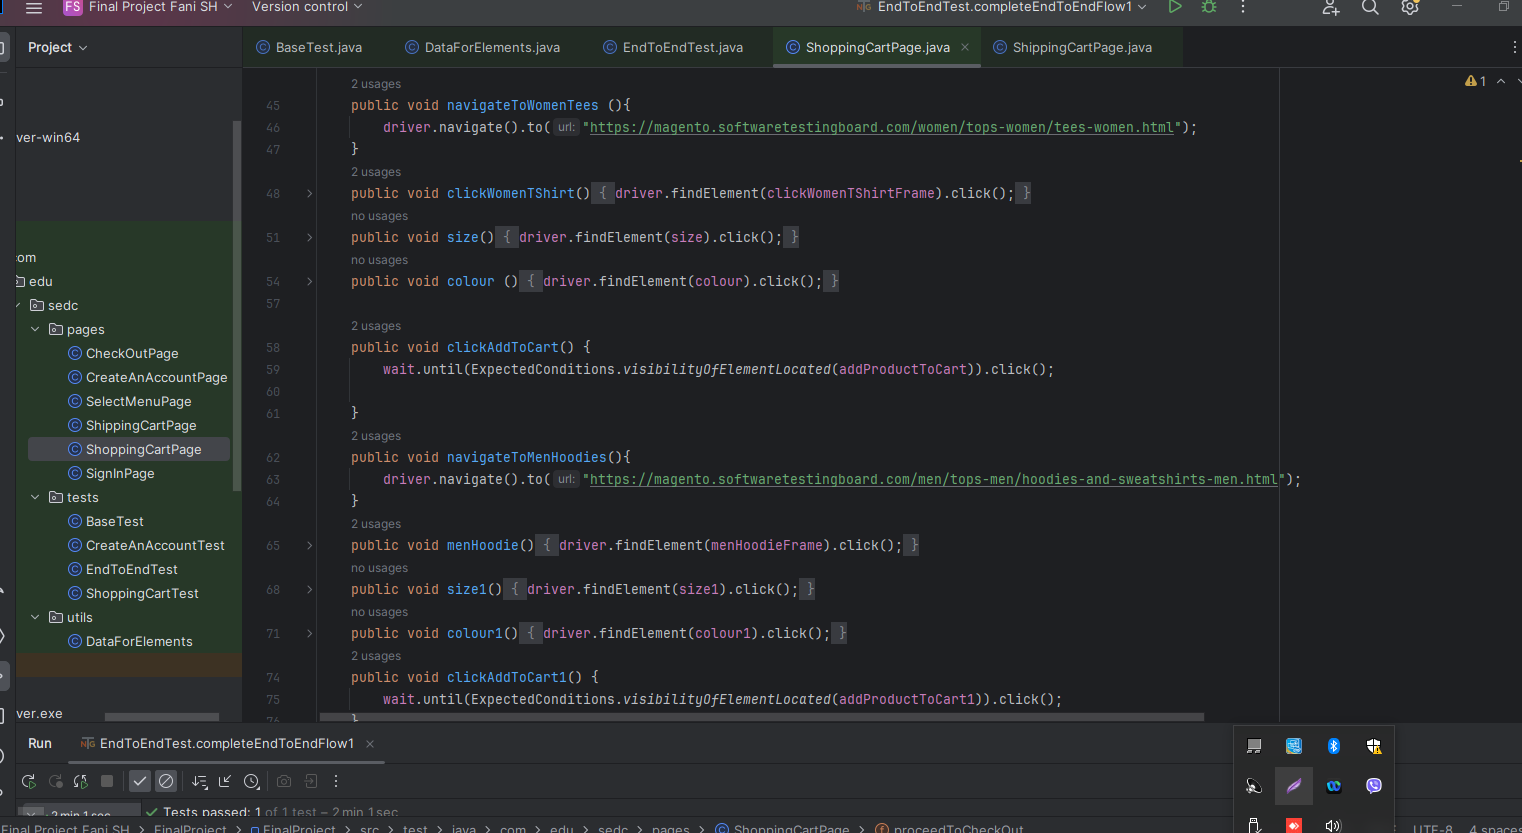 FS Final Project Fani SH Version control EndToEndTest.completeEndToEndFlow1
Project BaseTest.java DataForElements.java EndToEndTest.java ShoppingCartPage.java ShippingCartPage.java
ver-win64
om
edu
sedc
pages
CheckOutPage
CreateAnAccountPage
SelectMenuPage
ShippingCartPage
ShoppingCartPage
SignInPage
tests
BaseTest
CreateAnAccountTest
EndToEndTest
ShoppingCartTest
utils
DataForElements
ver.exe
1
2 usages
45 public void navigateToWomenTees (){
46 driver.navigate().to( url: "https://magento.softwaretestingboard.com/women/tops-women/tees-women.html");
47 }
2 usages
48 public void clickWomenTShirt() { driver.findElement(clickWomenTShirtFrame).click(); }
no usages
51 public void size() { driver.findElement(size).click(); }
no usages
54 public void colour () { driver.findElement(colour).click(); }
57
2 usages
58 public void clickAddToCart() {
59 wait.until(ExpectedConditions.visibilityOfElementLocated(addProductToCart)).click();
60
61 }
2 usages
62 public void navigateToMenHoodies(){
63 driver.navigate().to( url: "https://magento.softwaretestingboard.com/men/tops-men/hoodies-and-sweatshirts-men.html");
64 }
2 usages
65 public void menHoodie() { driver.findElement(menHoodieFrame).click(); }
no usages
68 public void size1() { driver.findElement(size1).click(); }
no usages
71 public void colour1() { driver.findElement(colour1).click(); }
2 usages
74 public void clickAddToCart1() {
75 wait.until(ExpectedConditions.visibilityOfElementLocated(addProductToCart1)).click();
76 }
Run EndToEndTest.completeEndToEndFlow1
2 min 1 sec Tests passed: 1 of 1 test – 2 min 1 sec
Final Project Fani SH FinalProject FinalProject src test java com edu sedc pages ShoppingCartPage proceedToCheckOut UTF-8 4 spaces